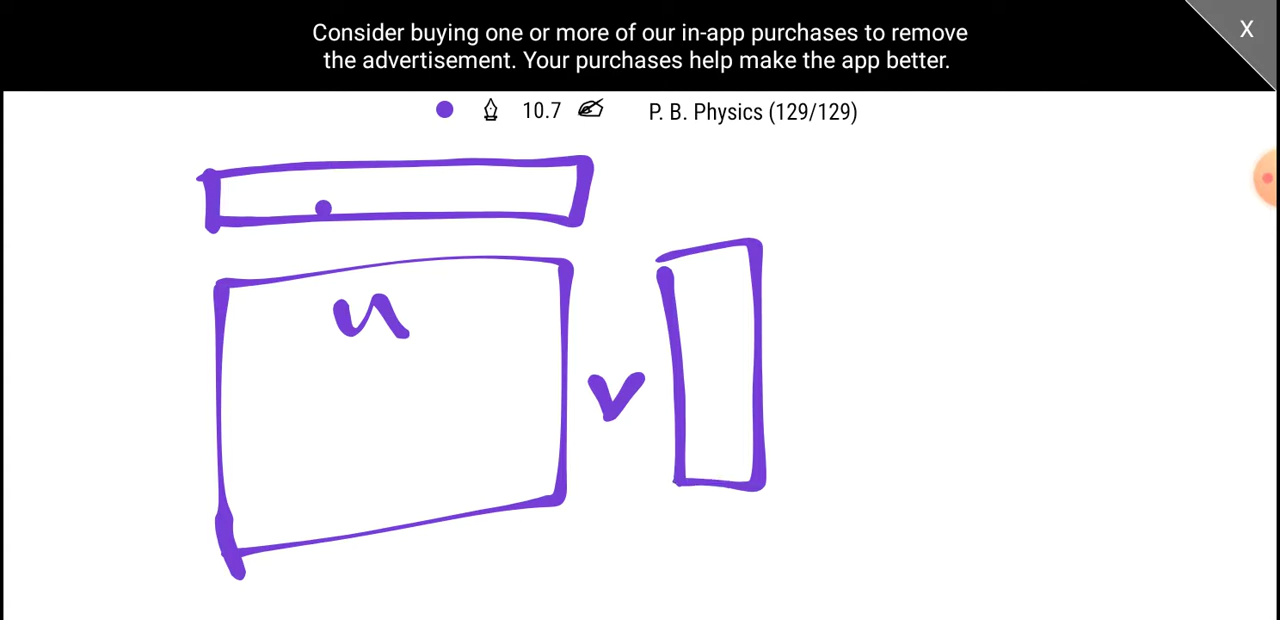 Consider buying one or more of our in-app purchases to remove
the advertisement. Your purchases help make the app better.
X
10.7 P. B. Physics (129/129)
u
v